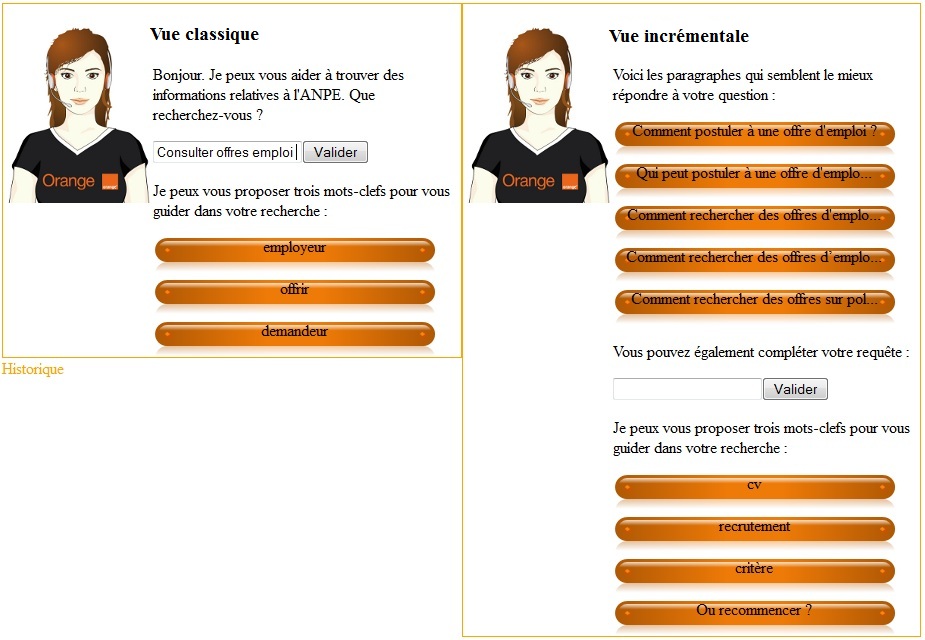 Vue classique
Bonjour. Je peux vous aider à trouver des
informations relatives à l'ANPE. Que
recherchez-vous ?
Consulter offres emploi
Valider
Orange
Je peux vous proposer trois mots-clefs pour vous
guider dans votre recherche :
employeur
offrir
demandeur
Historique
Vue incrémentale
Voici les paragraphes qui semblent le mieux
répondre à votre question :
Orange
Comment postuler à une offre d'emploi ?
Qui peut postuler à une offre d'emplo...
Comment rechercher des offres d'emplo...
Comment rechercher des offres d’emplo...
Comment rechercher des offres sur pol...
Vous pouvez également compléter votre requête :
Valider
Je peux vous proposer trois mots-clefs pour vous
guider dans votre recherche :
cv
recrutement
critère
Ou recommencer ?